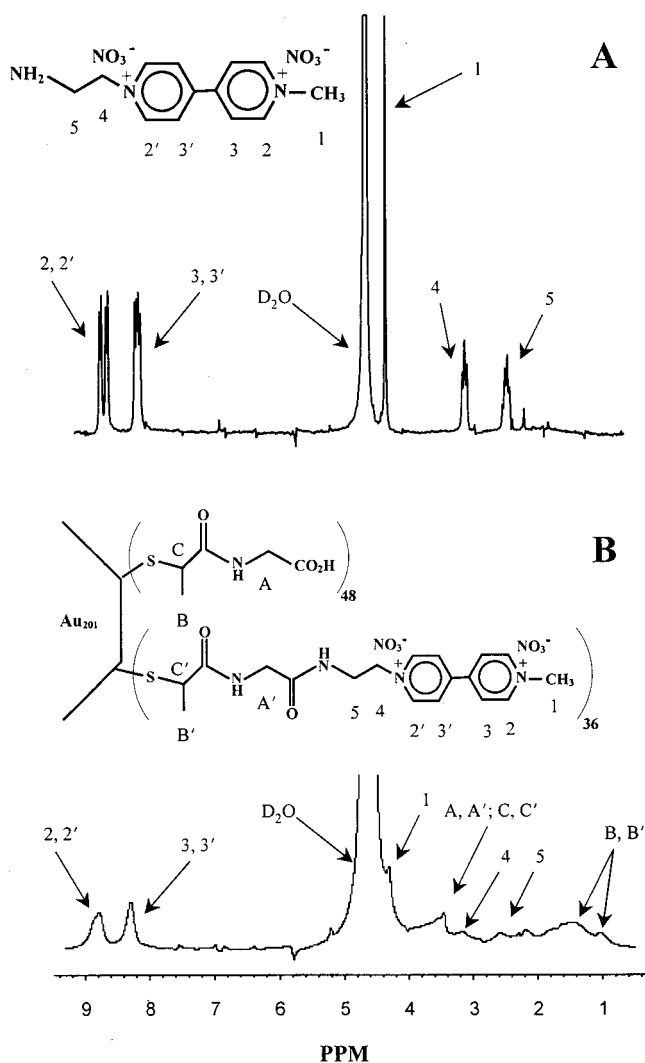 A
NO₃⁻ NO₃⁻
NH₂ N⁺ N⁺ CH₃
5 4 2′ 3′ 3 2 1
1
2, 2′
3, 3′
D₂O
4
5
B
O
S C N H CO₂H
A
B
48
Au₂₀₁
O H NO₃⁻ NO₃⁻
S C′ N H N N⁺ N⁺ CH₃
A′ O 5 4 2′ 3′ 3 2 1
B′
36
2, 2′
3, 3′
D₂O
1
A, A′; C, C′
4
5
B, B′
9 8 7 6 5 4 3 2 1
PPM